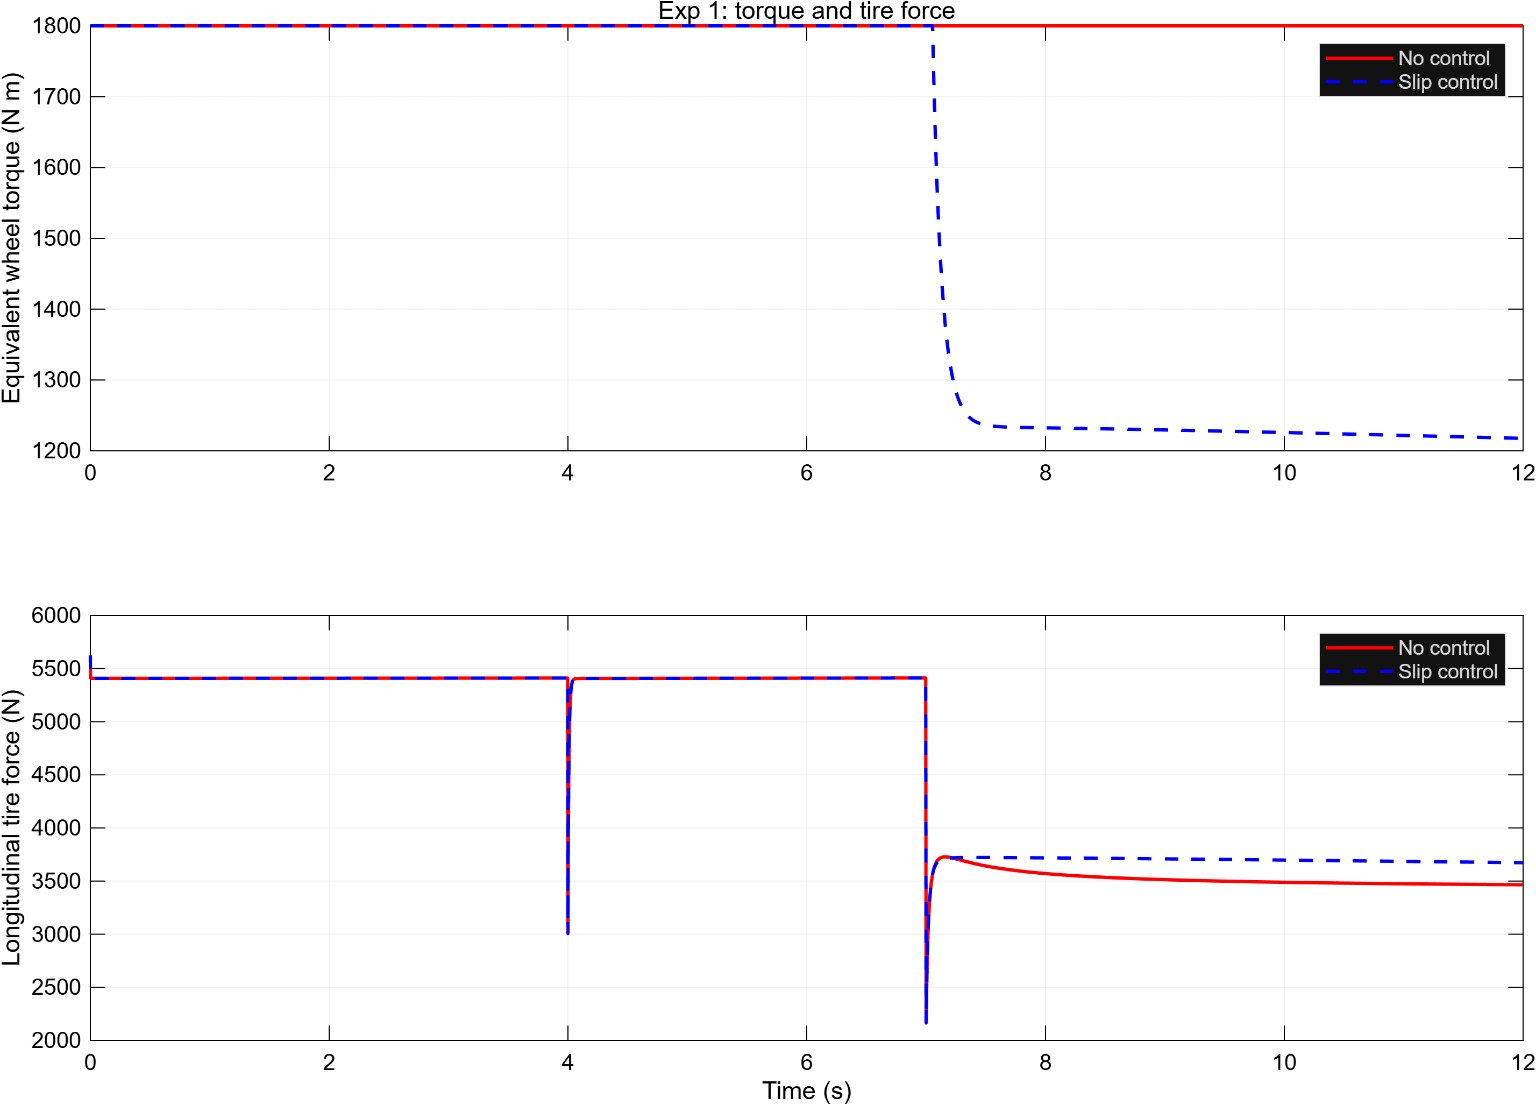 Exp 1: torque and tire force
Equivalent wheel torque (N m)
1800
1700
1600
1500
1400
1300
1200
No control
Slip control
0 2 4 6 8 10 12
Longitudinal tire force (N)
6000
5500
5000
4500
4000
3500
3000
2500
2000
No control
Slip control
0 2 4 6 8 10 12
Time (s)